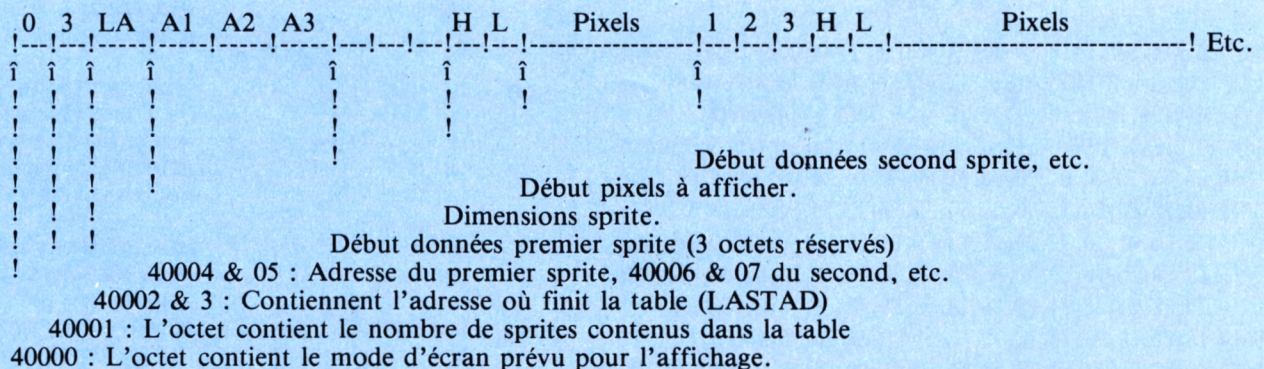 0 3 LA A1 A2 A3 H L Pixels 1 2 3 H L Pixels
!---!---!-----!-----!-----!-----!---!---!---!---!---!----------------!---!---!---!---!---!------------------------------! Etc.
î î î î î î î î
! ! ! ! ! ! ! !
! ! ! ! ! !
! ! ! ! ! Début données second sprite, etc.
! ! ! ! Début pixels à afficher.
! ! ! Dimensions sprite.
! ! ! Début données premier sprite (3 octets réservés)
! 40004 & 05 : Adresse du premier sprite, 40006 & 07 du second, etc.
40002 & 3 : Contiennent l'adresse où finit la table (LASTAD)
40001 : L'octet contient le nombre de sprites contenus dans la table
40000 : L'octet contient le mode d'écran prévu pour l'affichage.